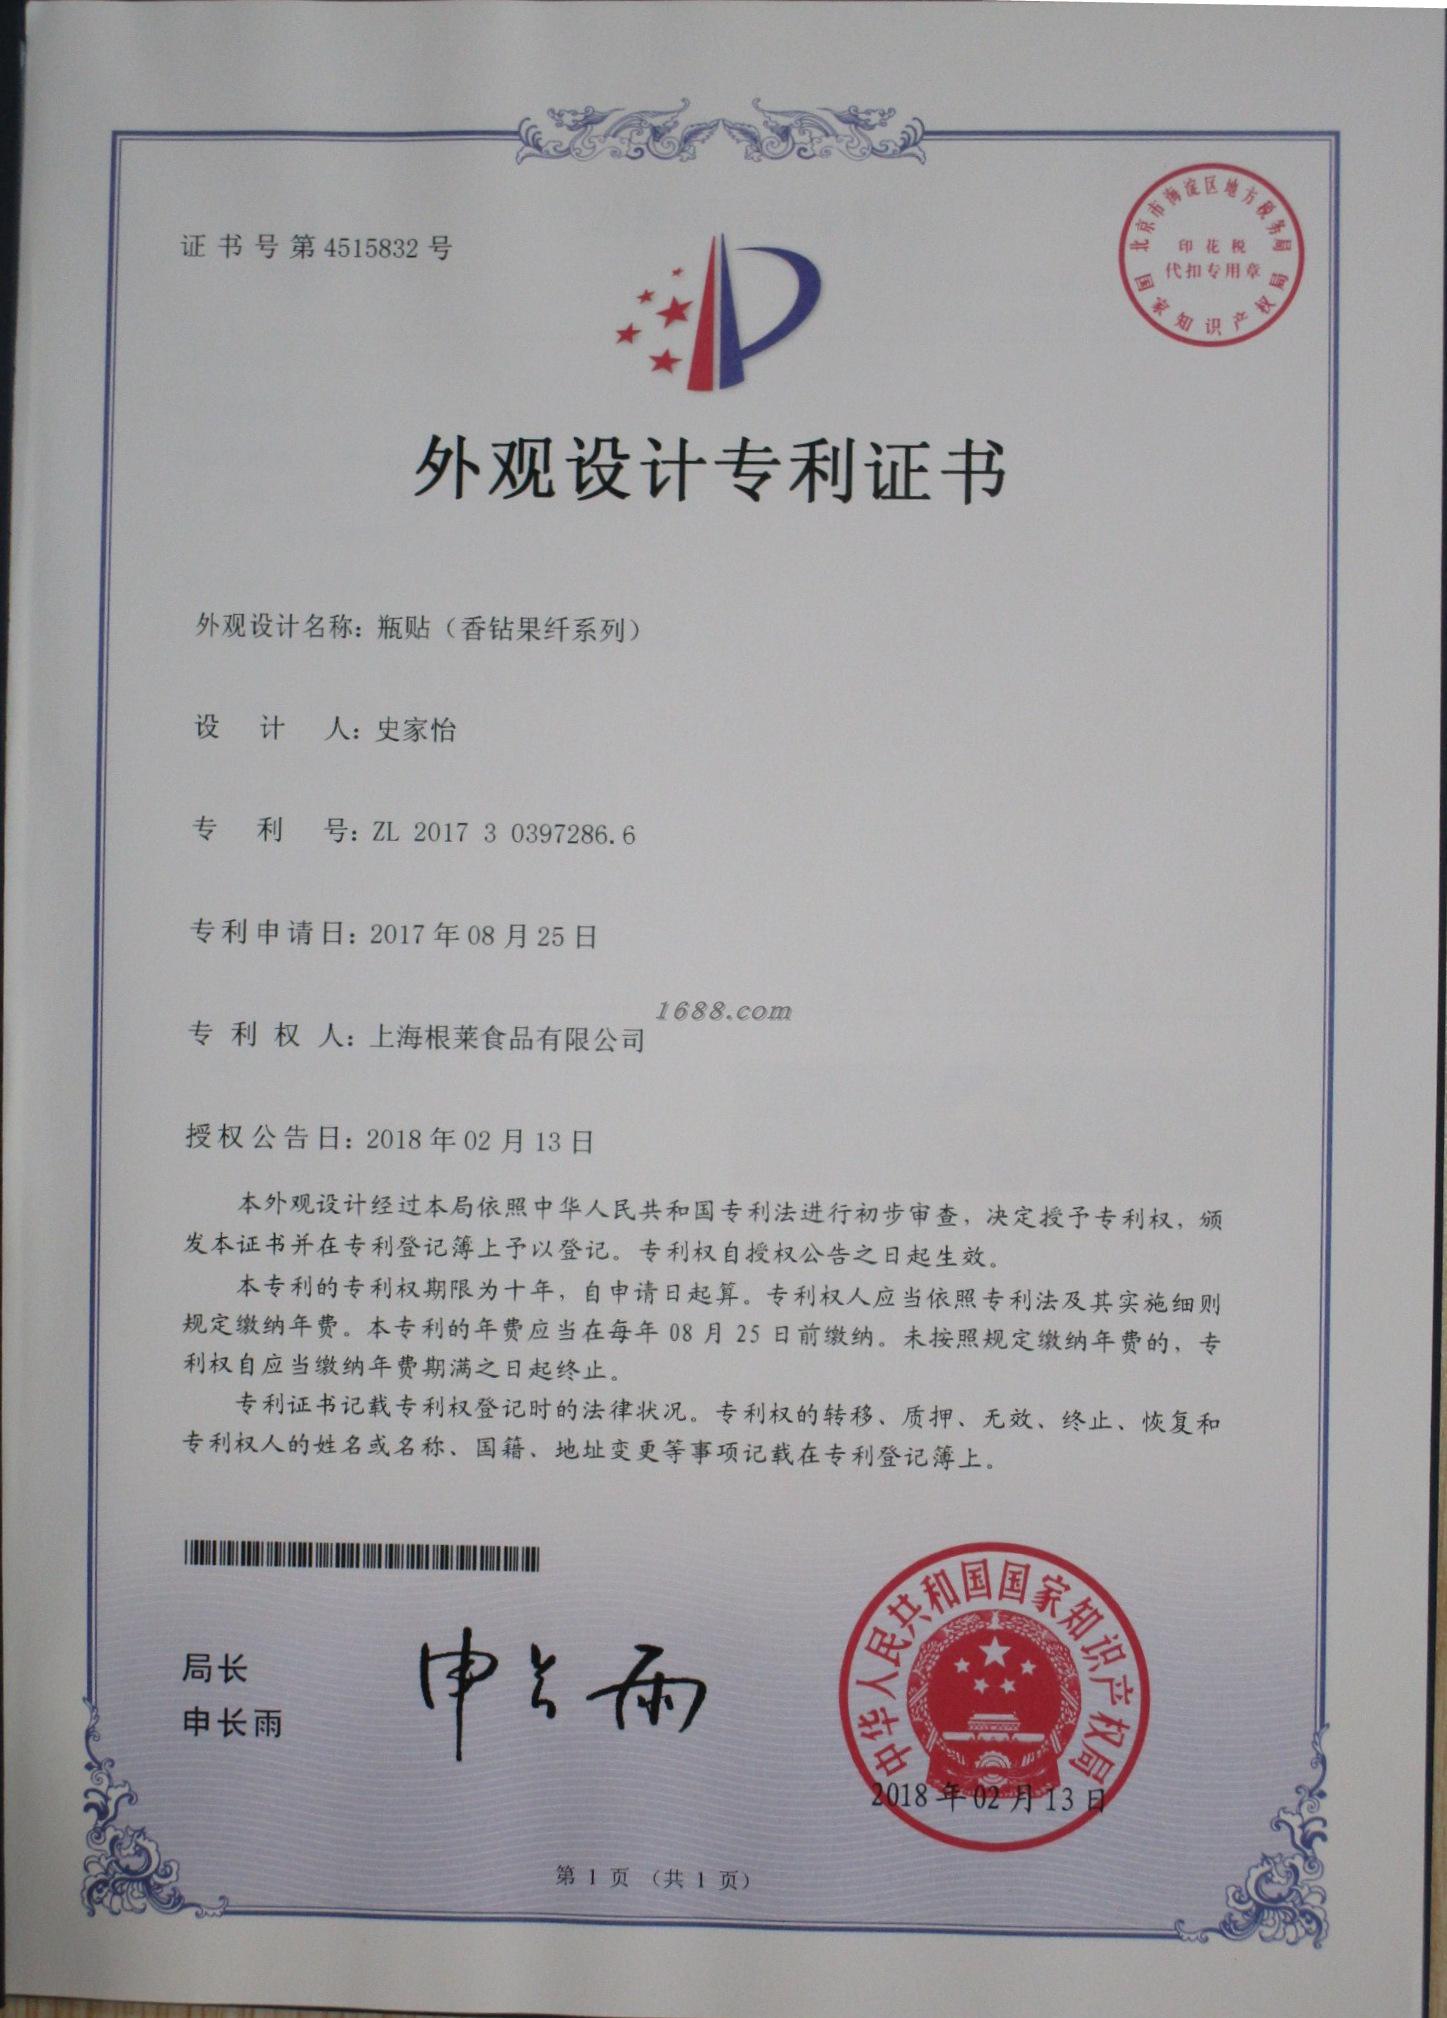 证书号第4515832号
北京市海淀区地方税务局
印花税
代扣专用章
国家知识产权局
外观设计专利证书
外观设计名称：瓶贴（香钻果纤系列）
设计人：史家怡
专利号：ZL 2017 3 0397286.6
专利申请日：2017年08月25日
1688.com
专利权人：上海根莱食品有限公司
授权公告日：2018年02月13日
本外观设计经过本局依照中华人民共和国专利法进行初步审查，决定授予专利权，颁
发本证书并在专利登记簿上予以登记。专利权自授权公告之日起生效。
本专利的专利权期限为十年，自申请日起算。专利权人应当依照专利法及其实施细则
规定缴纳年费。本专利的年费应当在每年08月25日前缴纳。未按照规定缴纳年费的，专
利权自应当缴纳年费期满之日起终止。
专利证书记载专利权登记时的法律状况。专利权的转移、质押、无效、终止、恢复和
专利权人的姓名或名称、国籍、地址变更等事项记载在专利登记簿上。
局长
申长雨
申长雨
中华人民共和国国家知识产权局
2018年02月13日
第1页（共1页）